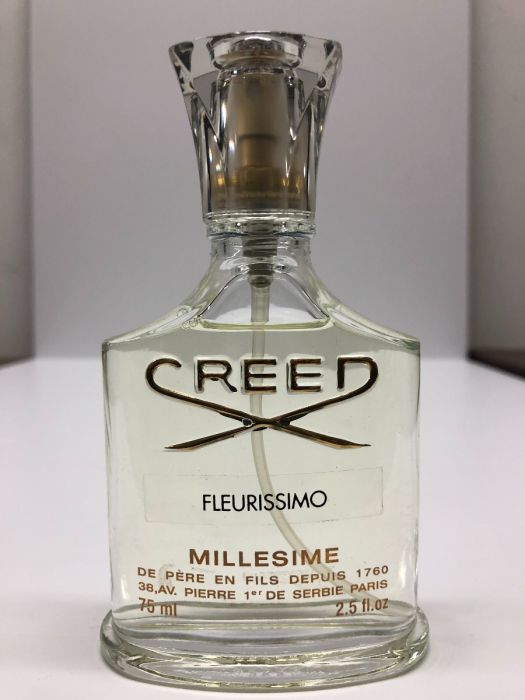 CREED
FLEURISSIMO
MILLESIME
DE PÈRE EN FILS DEPUIS 1760
38,AV. PIERRE 1er DE SERBIE PARIS
75 ml 2.5 fl.oz